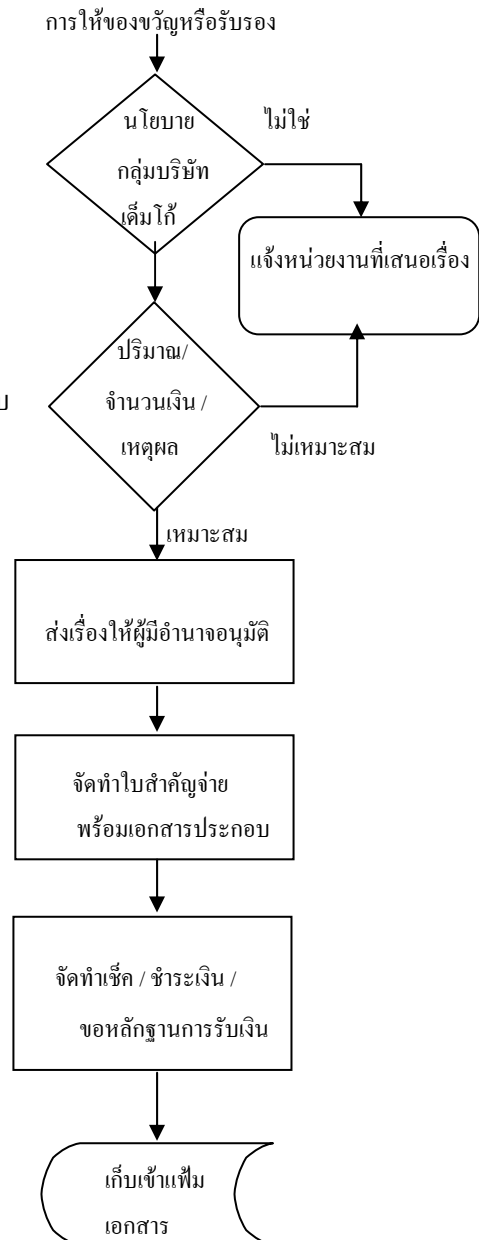 การให้ของขวัญหรือรับรอง
นโยบาย
ไม่ใช่
กลุ่มบริษัท
เด็มโก้
แจ้งหน่วยงานที่เสนอเรื่อง
ปริมาณ/
จำนวนเงิน /
เหตุผล
ไม่เหมาะสม
เหมาะสม
ส่งเรื่องให้ผู้มีอำนาจอนุมัติ
จัดทำใบสำคัญจ่าย
พร้อมเอกสารประกอบ
จัดทำเช็ค / ชำระเงิน /
ขอหลักฐานการรับเงิน
เก็บเข้าแฟ้ม
เอกสาร